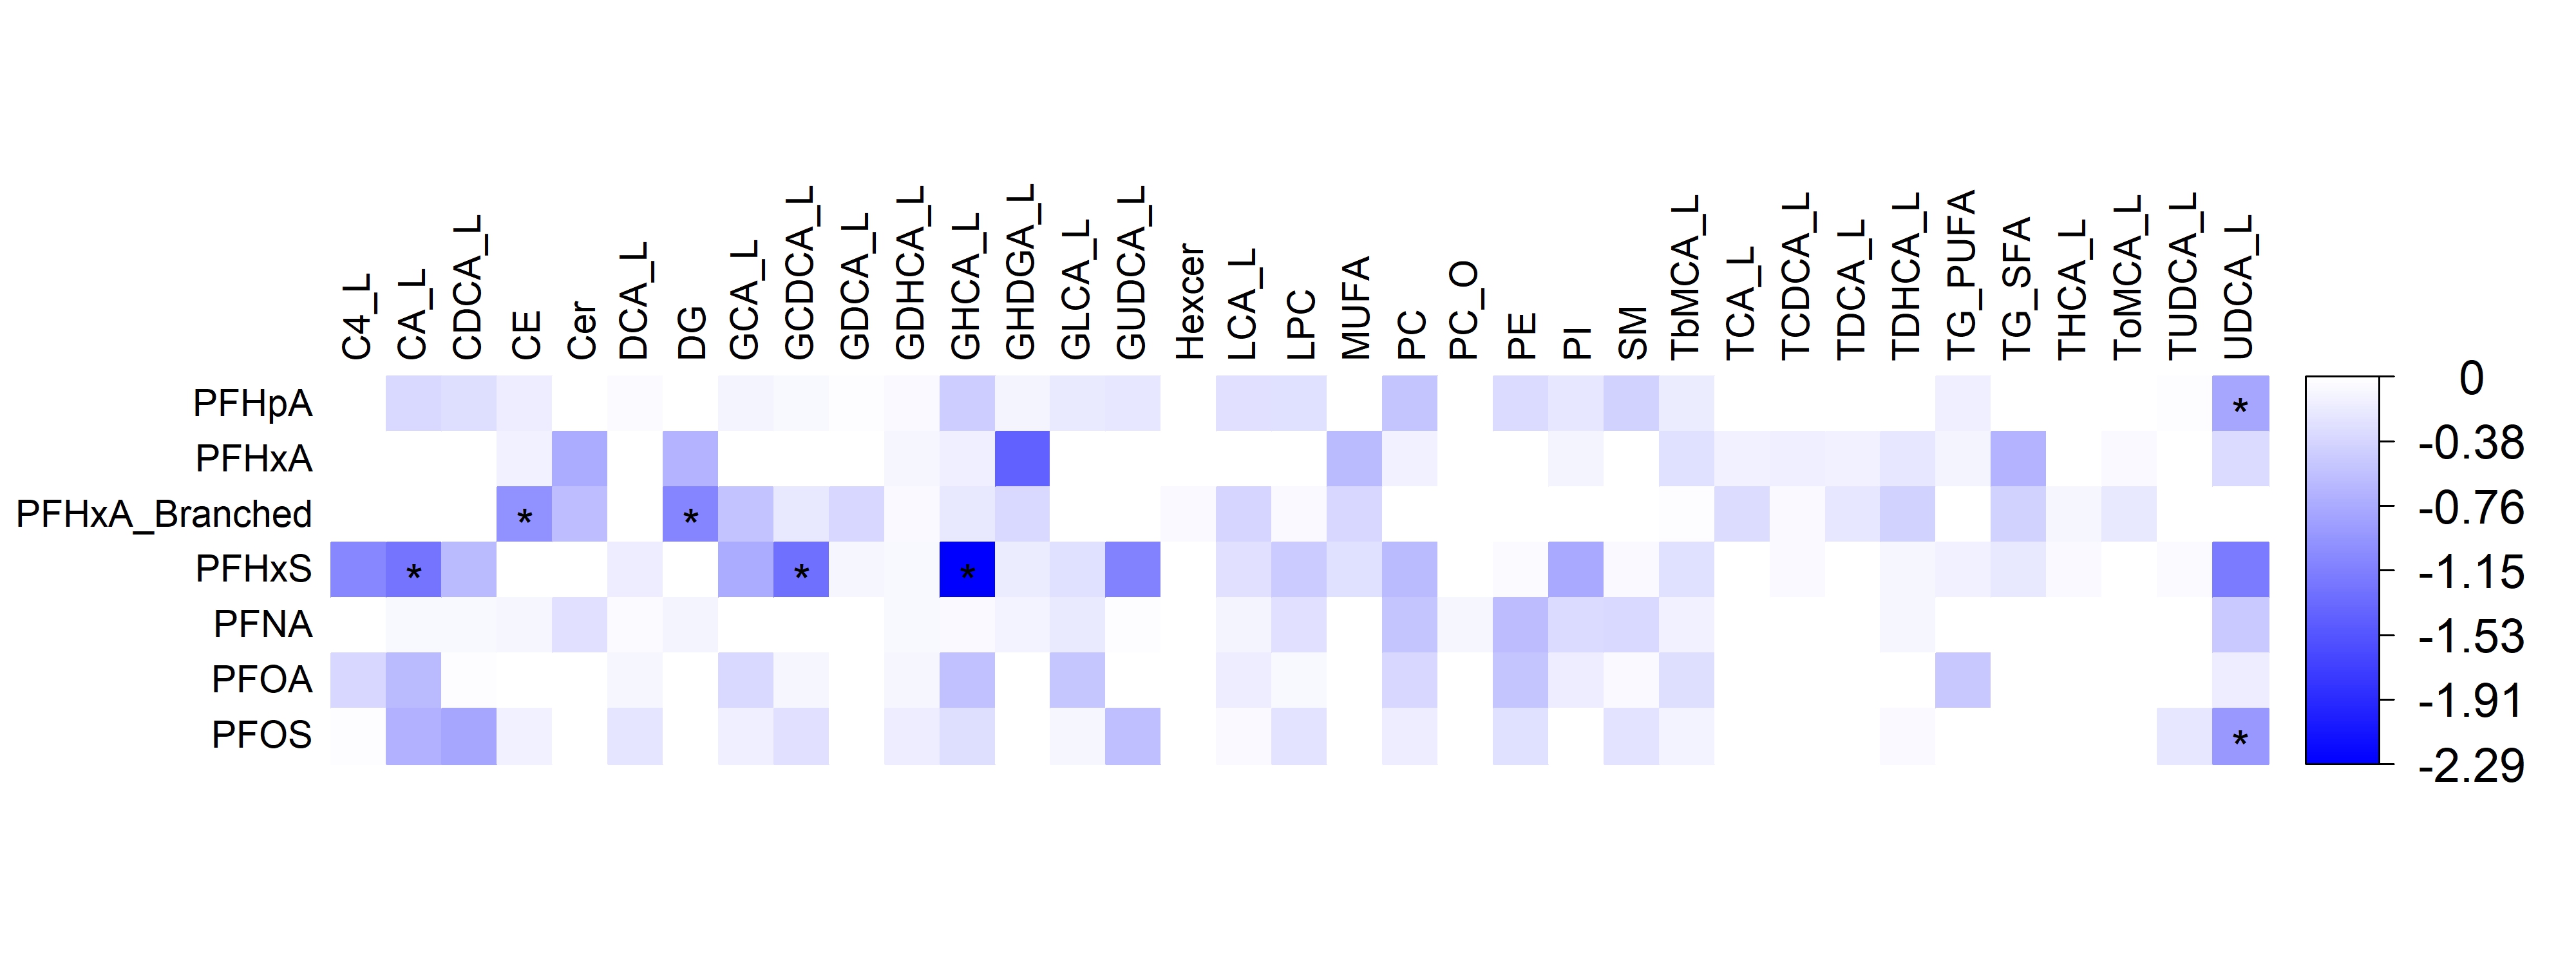 C4_L
CA_L
CDCA_L
CE
Cer
DCA_L
DG
GCA_L
GCDCA_L
GDCA_L
GDHCA_L
GHCA_L
GHDGA_L
GLCA_L
GUDCA_L
Hexcer
LCA_L
LPC
MUFA
PC
PC_O
PE
PI
SM
TbMCA_L
TCA_L
TCDCA_L
TDCA_L
TDHCA_L
TG_PUFA
TG_SFA
THCA_L
ToMCA_L
TUDCA_L
UDCA_L
PFHpA *
PFHxA
PFHxA_Branched * *
PFHxS * * *
PFNA
PFOA
PFOS *
0
-0.38
-0.76
-1.15
-1.53
-1.91
-2.29